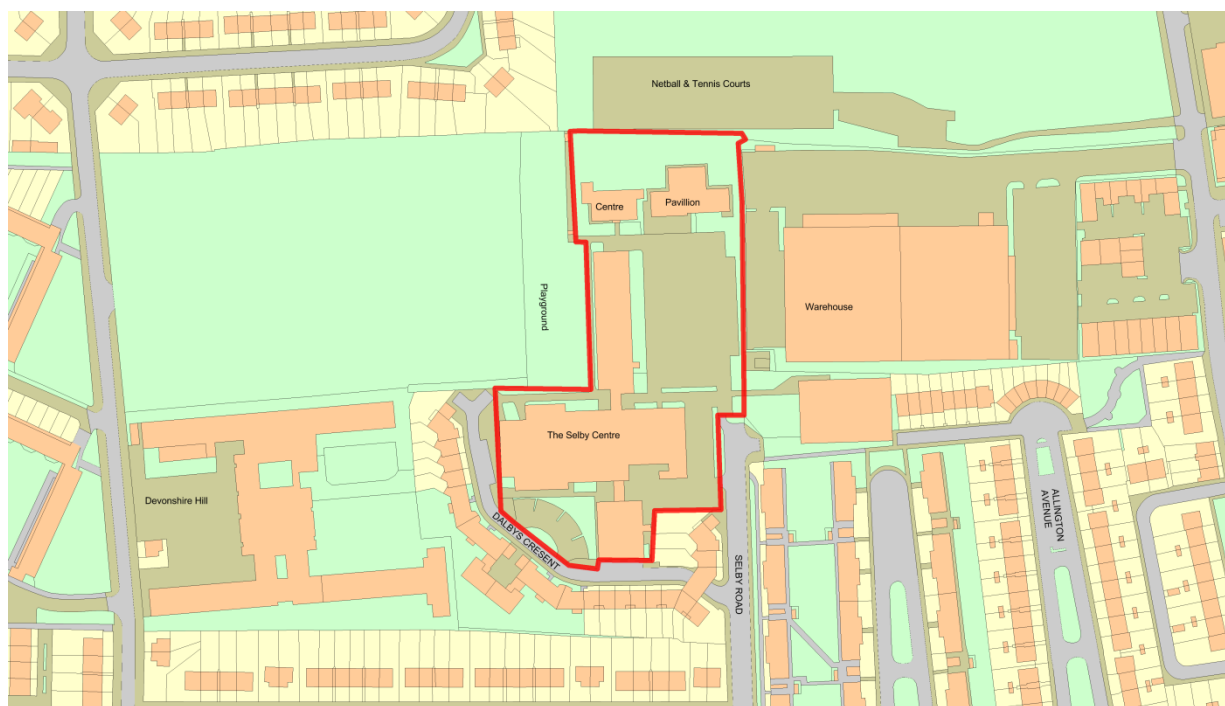 Netball & Tennis Courts
Centre
Pavillion
Playground
Warehouse
The Selby Centre
Devonshire Hill
DALBYS CRESENT
SELBY ROAD
ALLINGTON
AVENUE